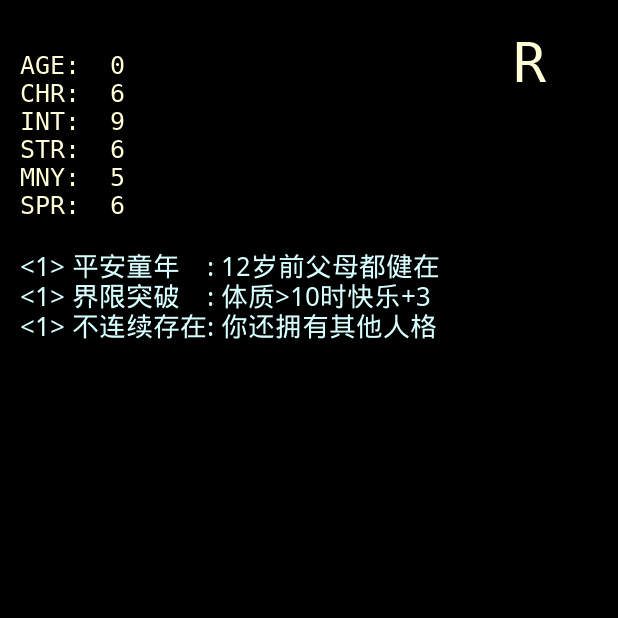 R
AGE: 0
CHR: 6
INT: 9
STR: 6
MNY: 5
SPR: 6
<1> 平安童年 : 12岁前父母都健在
<1> 界限突破 : 体质>10时快乐+3
<1> 不连续存在: 你还拥有其他人格